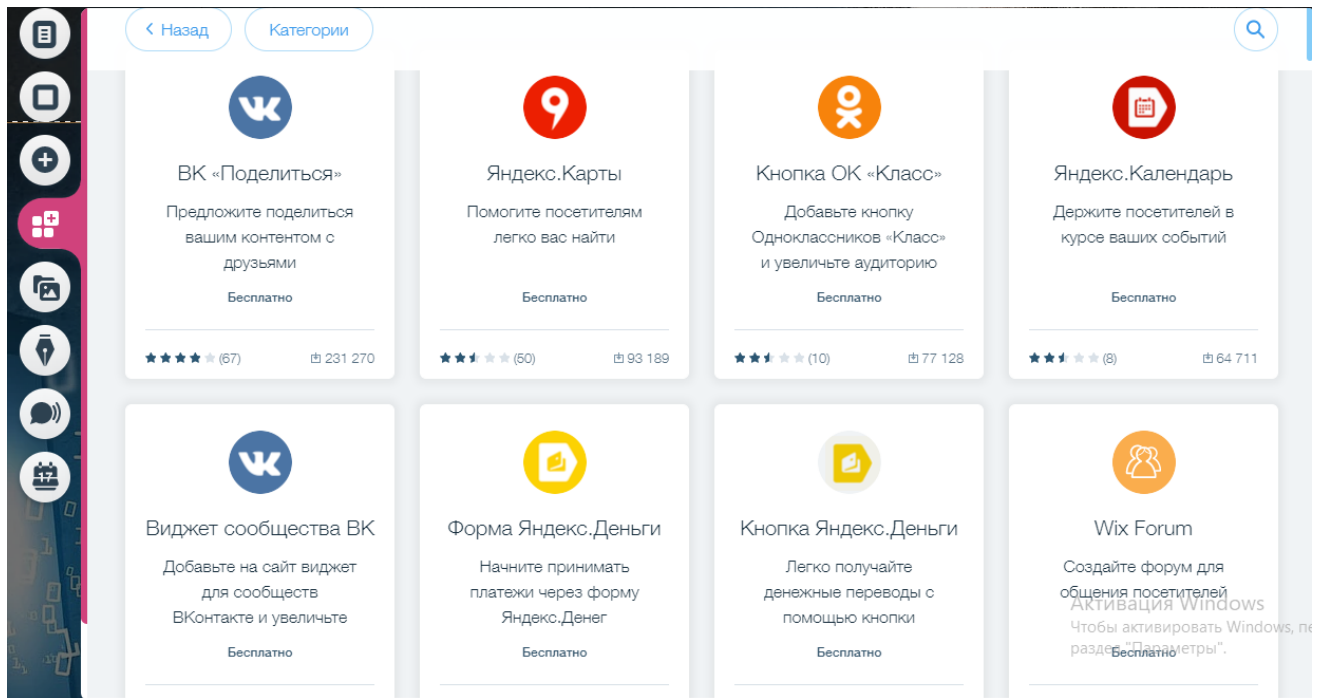 Назад
Категории
ВК «Поделиться»
Предложите поделиться
вашим контентом с
друзьями
Бесплатно
(67)
231 270
Яндекс.Карты
Помогите посетителям
легко вас найти
Бесплатно
(50)
93 189
Кнопка ОК «Класс»
Добавьте кнопку
Одноклассников «Класс»
и увеличьте аудиторию
Бесплатно
(10)
77 128
Яндекс.Календарь
Держите посетителей в
курсе ваших событий
Бесплатно
(8)
64 711
Виджет сообщества ВК
Добавьте на сайт виджет
для сообществ
ВКонтакте и увеличьте
Бесплатно
Форма Яндекс.Деньги
Начните принимать
платежи через форму
Яндекс.Денег
Бесплатно
Кнопка Яндекс.Деньги
Легко получайте
денежные переводы с
помощью кнопки
Бесплатно
Wix Forum
Создайте форум для
общения посетителей
Бесплатно
Активация Windows
Чтобы активировать Windows, пе
раздел "Параметры".
17